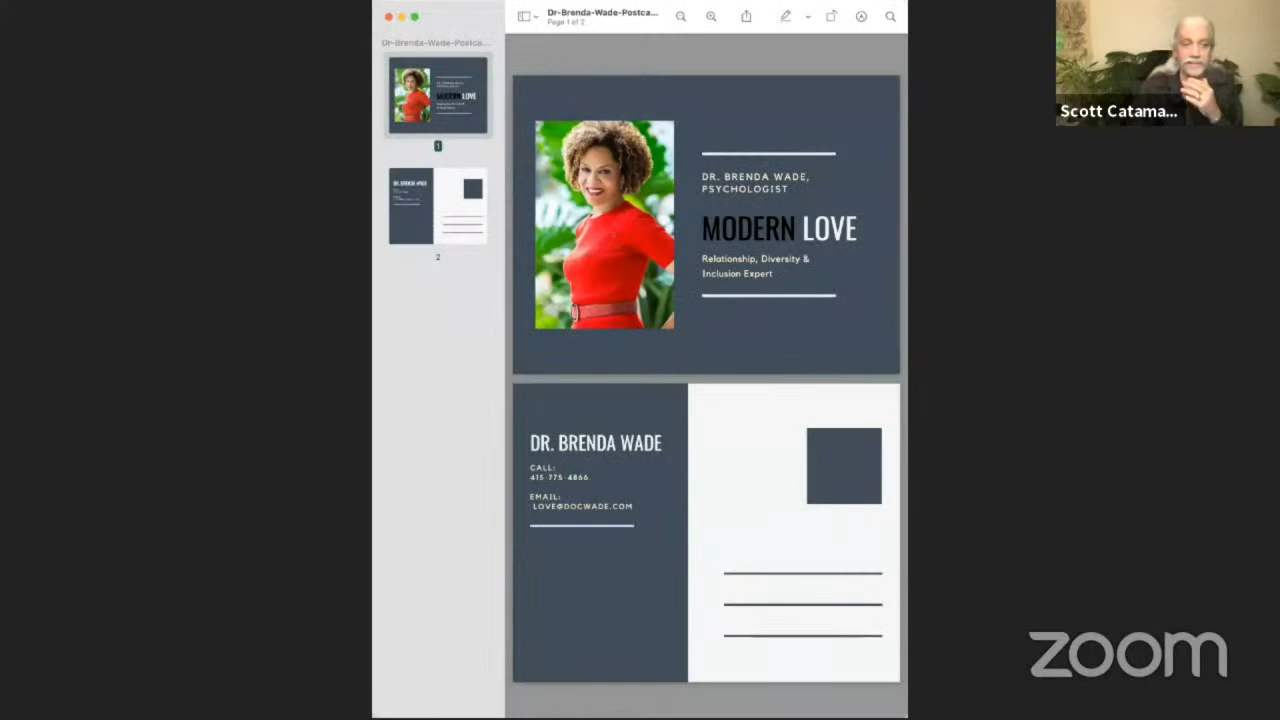 Dr-Brenda-Wade-Postca...
Page 1 of 2
Dr-Brenda-Wade-Postca...
1
2
DR. BRENDA WADE,
PSYCHOLOGIST
MODERN LOVE
Relationship, Diversity &
Inclusion Expert
DR. BRENDA WADE
CALL:
415-775-4866
EMAIL:
LOVE@DOCWADE.COM
Scott Catama...
zoom